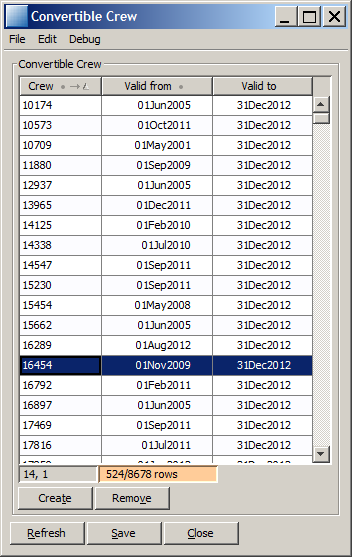 Convertible Crew
File Edit Debug
Convertible Crew
Crew Valid from Valid to
10174 01Jun2005 31Dec2012
10573 01Oct2011 31Dec2012
10709 01May2001 31Dec2012
11880 01Sep2009 31Dec2012
12937 01Jun2005 31Dec2012
13965 01Dec2011 31Dec2012
14125 01Feb2010 31Dec2012
14338 01Jul2010 31Dec2012
14547 01Sep2011 31Dec2012
15230 01Sep2011 31Dec2012
15454 01May2008 31Dec2012
15662 01Jun2005 31Dec2012
16289 01Aug2012 31Dec2012
16454 01Nov2009 31Dec2012
16792 01Feb2011 31Dec2012
16897 01Jun2005 31Dec2012
17469 01Sep2011 31Dec2012
17816 01Jul2011 31Dec2012
14, 1 524/8678 rows
Create Remove
Refresh Save Close